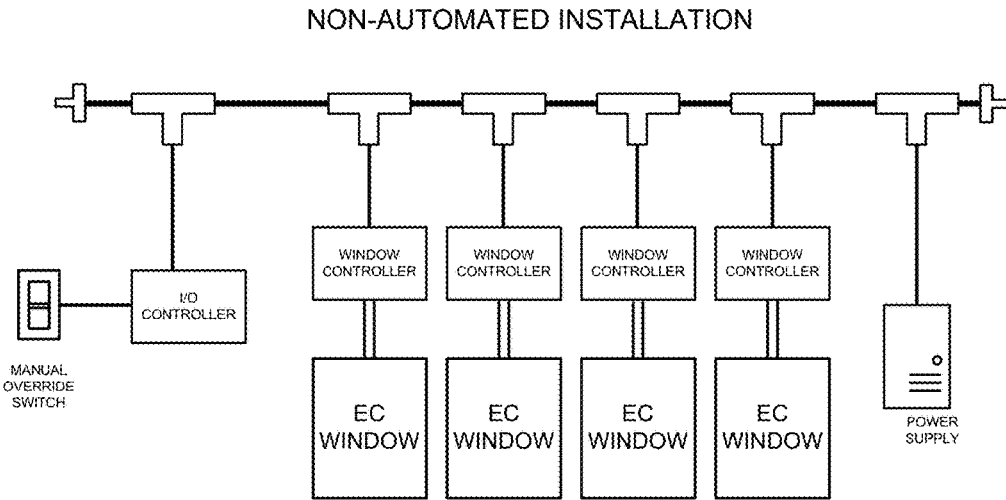 NON-AUTOMATED INSTALLATION
WINDOW
CONTROLLER
WINDOW
CONTROLLER
WINDOW
CONTROLLER
WINDOW
CONTROLLER
I/O
CONTROLLER
MANUAL
OVERRIDE
SWITCH
EC
WINDOW
EC
WINDOW
EC
WINDOW
EC
WINDOW
POWER
SUPPLY